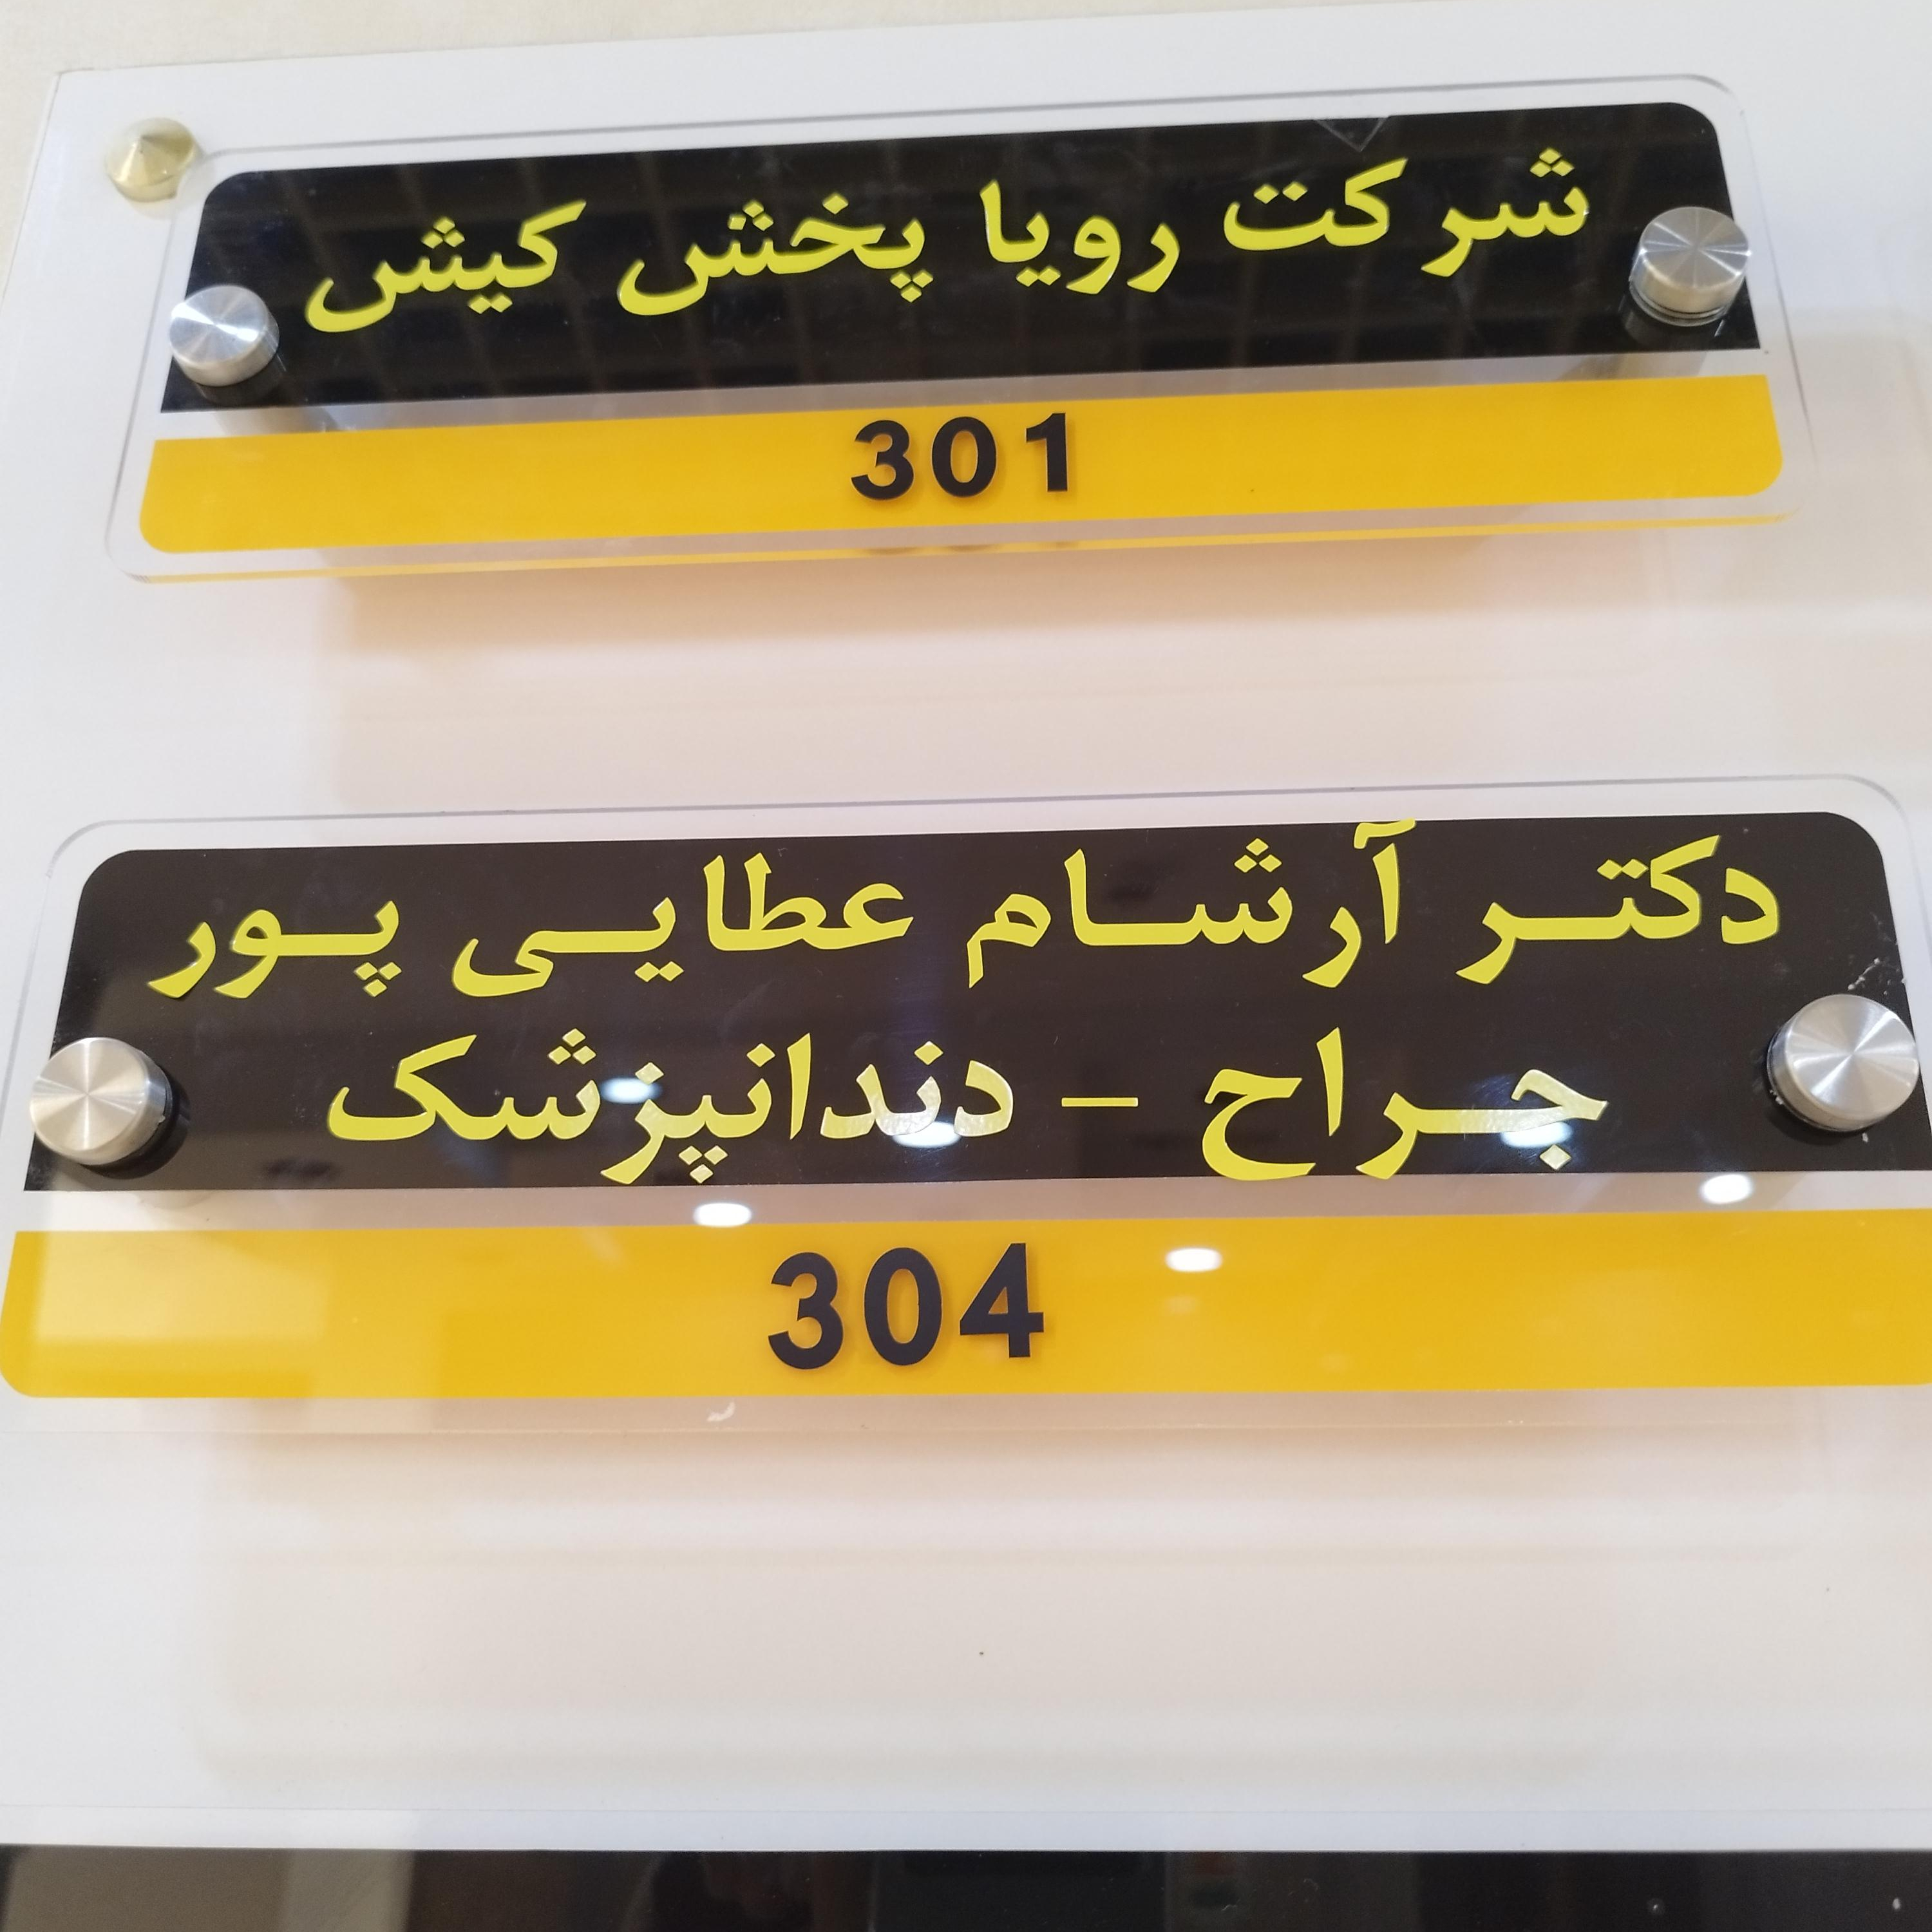 شرکت رویا پخش کیش
301
دکتر آرشام عطایی پور
جراح - دندانپزشک
304